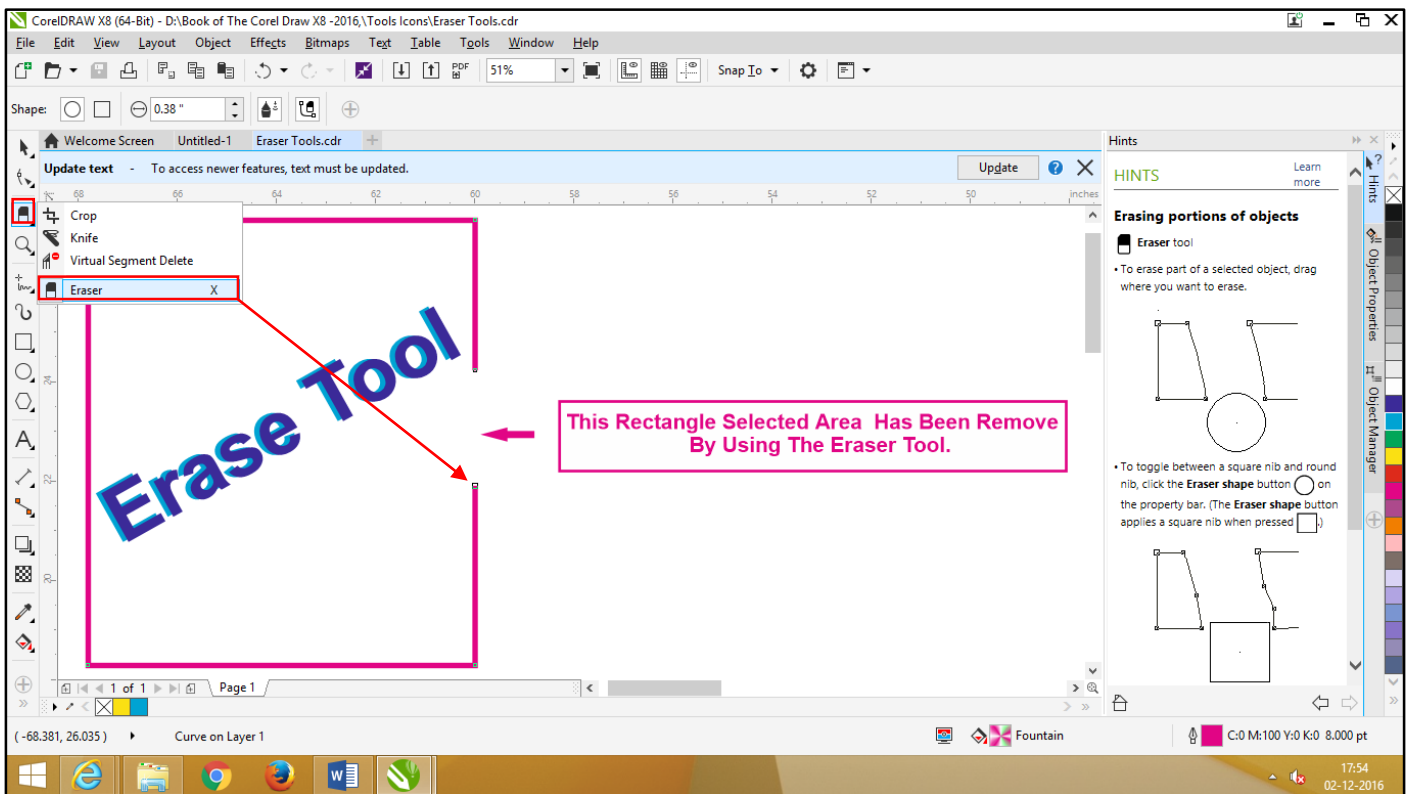 CorelDRAW X8 (64-Bit) - D:\Book of The Corel Draw X8 -2016,\Tools Icons\Eraser Tools.cdr
File Edit View Layout Object Effects Bitmaps Text Table Tools Window Help
PDF 51% Snap To
Shape: 0.38 "
Welcome Screen Untitled-1 Eraser Tools.cdr
Update text - To access newer features, text must be updated. Update
68 66 64 62 60 58 56 54 52 50 inches
Crop
Knife
Virtual Segment Delete
Eraser X
24
22
20
Erase Tool
This Rectangle Selected Area Has Been Remove
By Using The Eraser Tool.
1 of 1 Page 1
Hints
HINTS Learn more
Erasing portions of objects
Eraser tool
• To erase part of a selected object, drag
where you want to erase.
• To toggle between a square nib and round
nib, click the Eraser shape button on
the property bar. (The Eraser shape button
applies a square nib when pressed .)
Hints
Object Properties
Object Manager
( -68.381, 26.035 ) Curve on Layer 1 Fountain C:0 M:100 Y:0 K:0 8.000 pt
17:54
02-12-2016